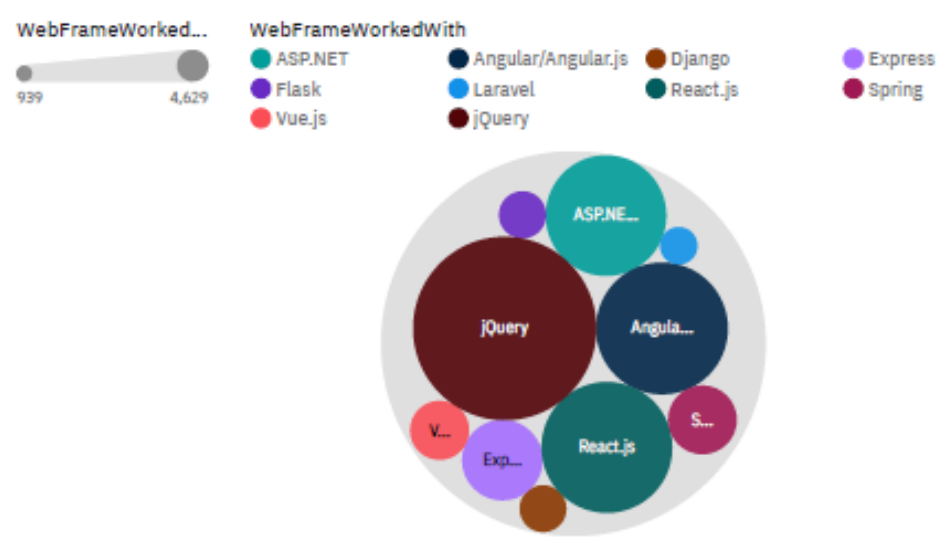 WebFrameWorked... WebFrameWorkedWith
ASP.NET Angular/Angular.js Django Express
939 4,629 Flask Laravel React.js Spring
Vue.js jQuery
ASP.NE...
jQuery Angula...
S...
V... React.js
Exp...